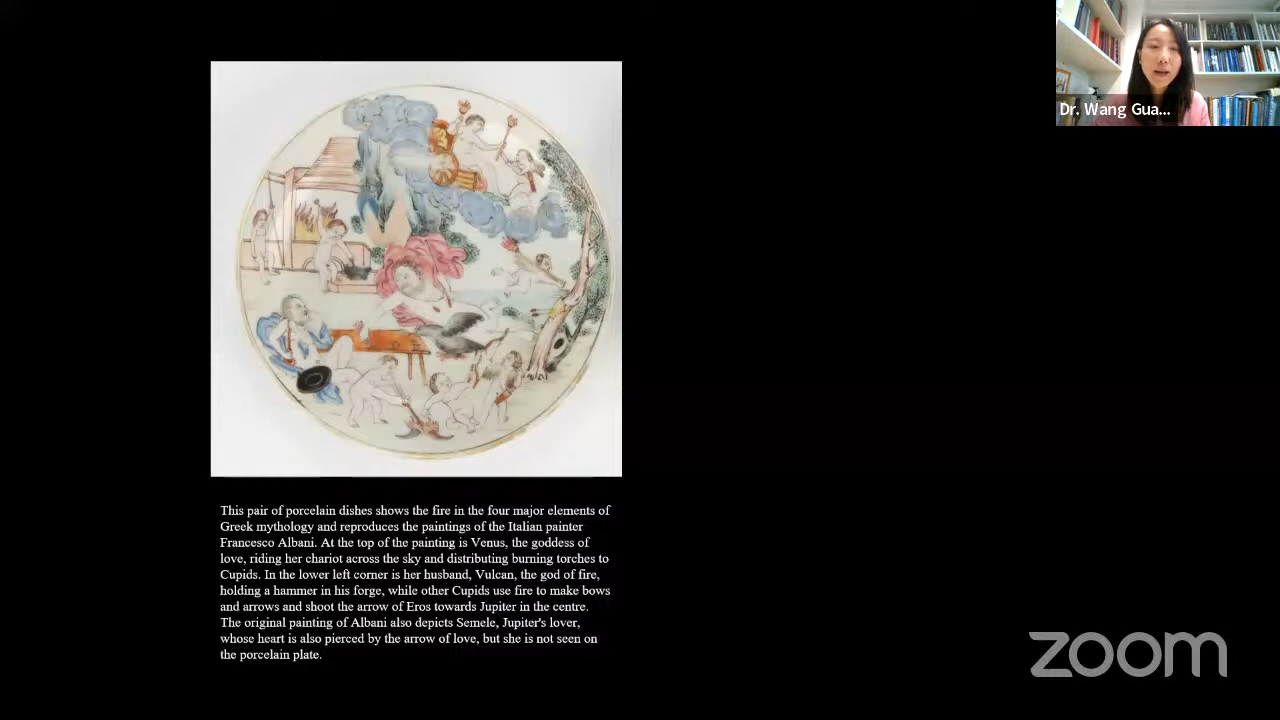 Dr. Wang Gua...
This pair of porcelain dishes shows the fire in the four major elements of
Greek mythology and reproduces the paintings of the Italian painter
Francesco Albani. At the top of the painting is Venus, the goddess of
love, riding her chariot across the sky and distributing burning torches to
Cupids. In the lower left corner is her husband, Vulcan, the god of fire,
holding a hammer in his forge, while other Cupids use fire to make bows
and arrows and shoot the arrow of Eros towards Jupiter in the centre.
The original painting of Albani also depicts Semele, Jupiter's lover,
whose heart is also pierced by the arrow of love, but she is not seen on
the porcelain plate.
zoom